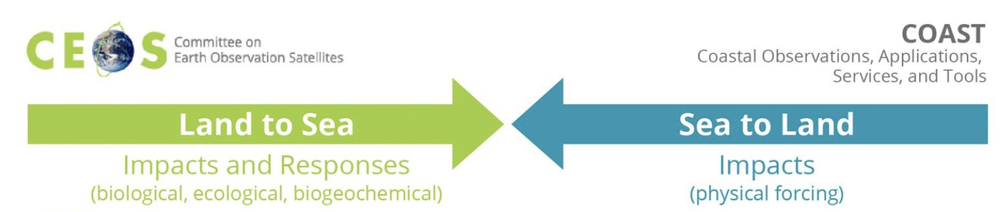 CEOS
Committee on
Earth Observation Satellites
COAST
Coastal Observations, Applications,
Services, and Tools
Land to Sea
Impacts and Responses
(biological, ecological, biogeochemical)
Sea to Land
Impacts
(physical forcing)